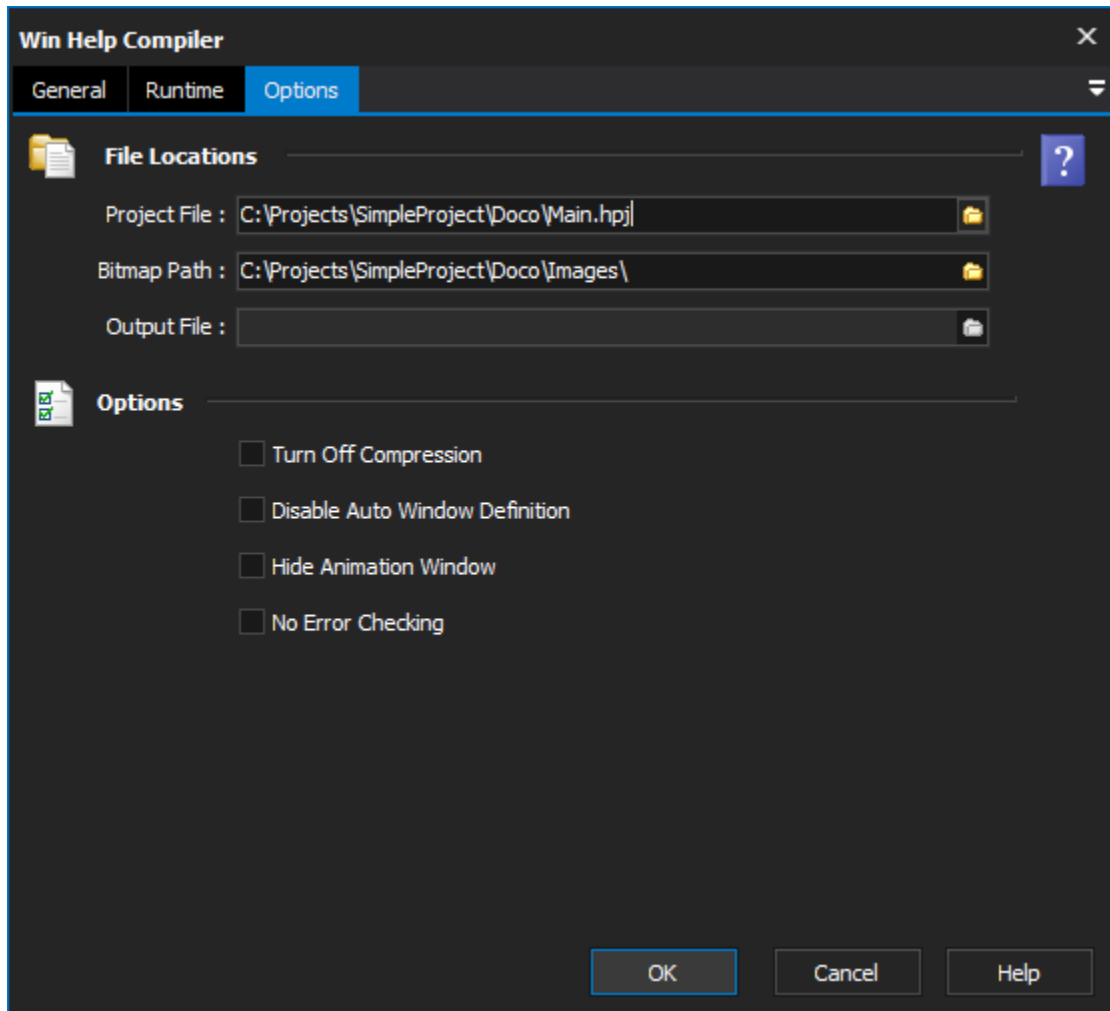 Win Help Compiler
General Runtime Options
File Locations
?
Project File : C:\Projects\SimpleProject\Doco\Main.hpj
Bitmap Path : C:\Projects\SimpleProject\Doco\Images\
Output File :
Options
Turn Off Compression
Disable Auto Window Definition
Hide Animation Window
No Error Checking
OK Cancel Help